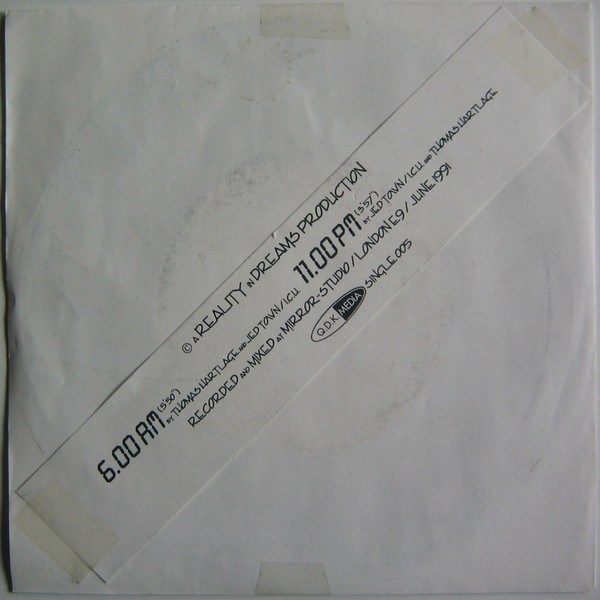 © A REALITY IN DREAMS PRODUCTION
6.00 AM (5'50") BY THOMAS HARTLAGE AND JED TOWN/I.C.U. 11.00 PM (3'57") BY JED TOWN/I.C.U. AND THOMAS HARTLAGE
RECORDED AND MIXED AT MIRROR-STUDIO/LONDON E9/JUNE 1991
Q.D.K MEDIA SINGLE 005